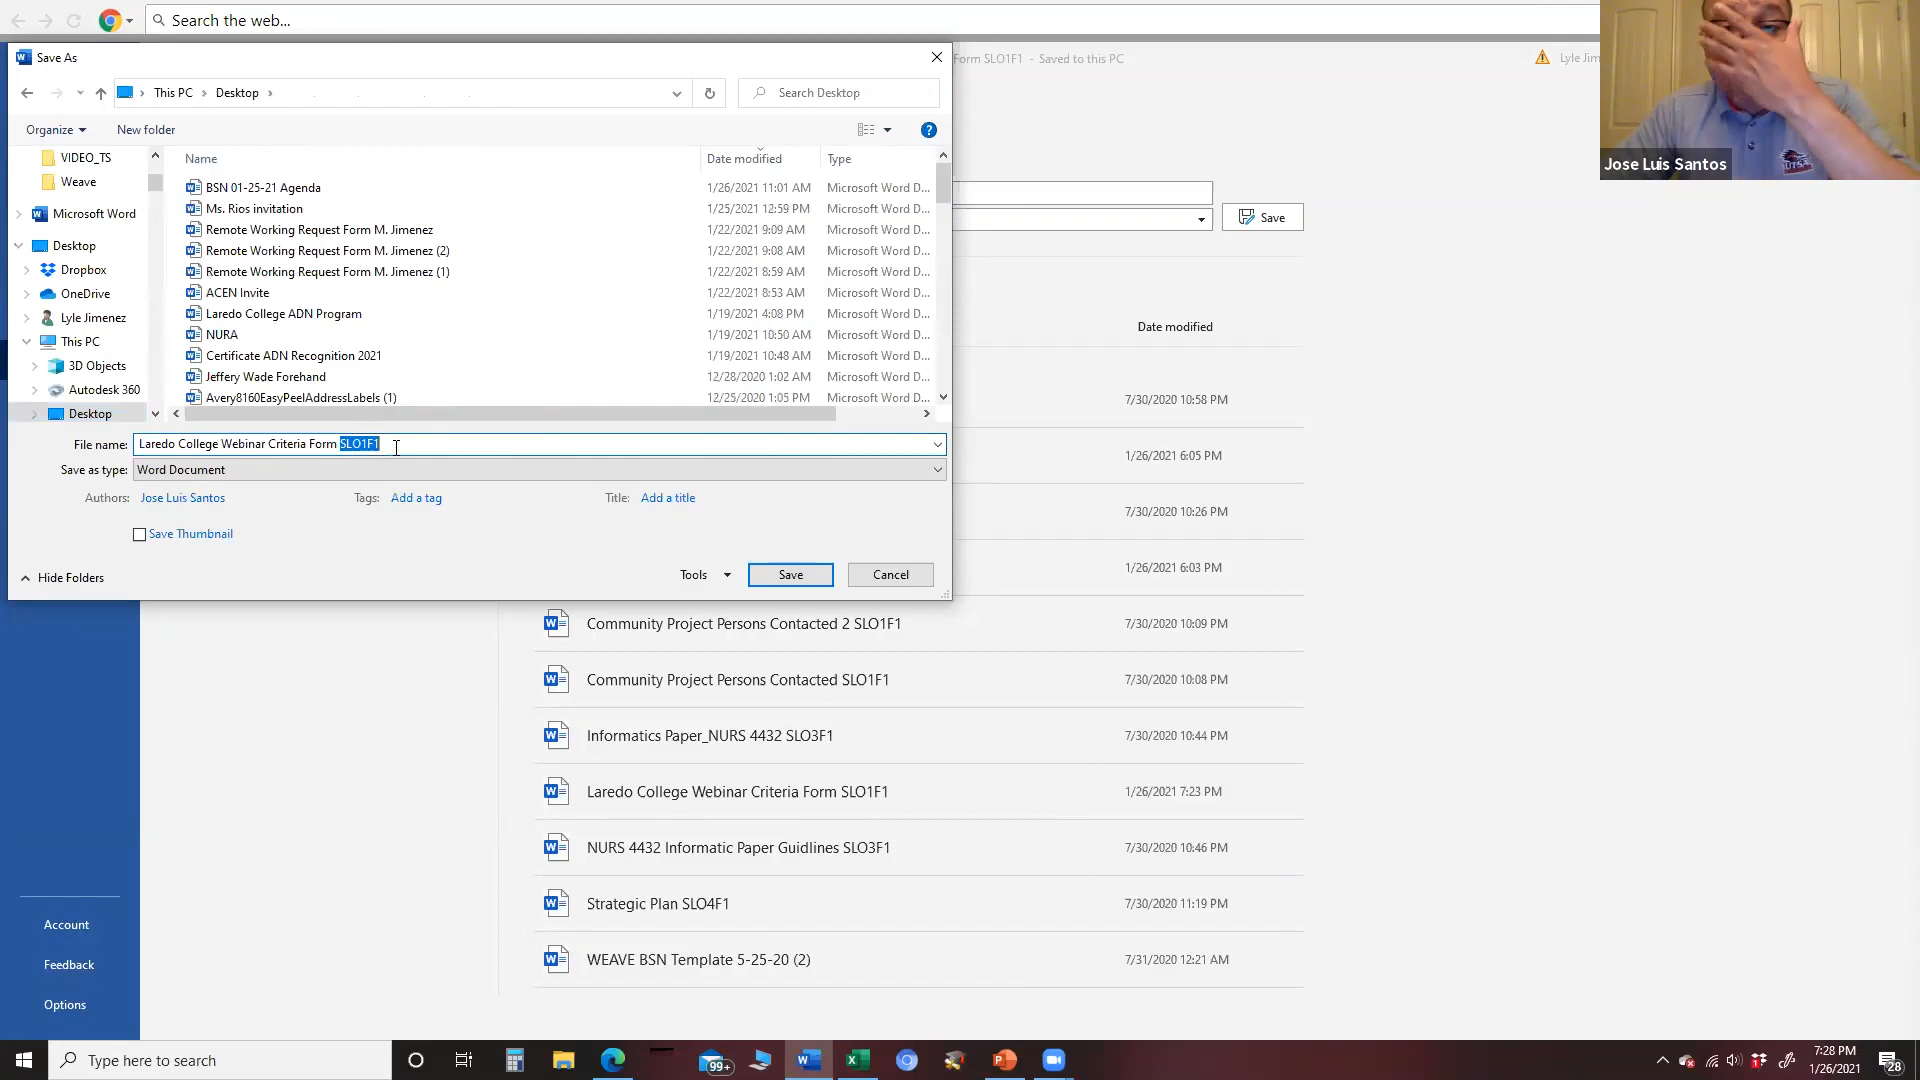 Search the web...
Save As
Form SLO1F1 - Saved to this PC
Lyle Jim
This PC
Desktop
Search Desktop
Organize
New folder
?
VIDEO_TS
Weave
Microsoft Word
Desktop
Dropbox
OneDrive
Lyle Jimenez
This PC
3D Objects
Autodesk 360
Desktop
Name Date modified Type
BSN 01-25-21 Agenda 1/26/2021 11:01 AM Microsoft Word D...
Ms. Rios invitation 1/25/2021 12:59 PM Microsoft Word D...
Remote Working Request Form M. Jimenez 1/22/2021 9:09 AM Microsoft Word D...
Remote Working Request Form M. Jimenez (2) 1/22/2021 9:08 AM Microsoft Word D...
Remote Working Request Form M. Jimenez (1) 1/22/2021 8:59 AM Microsoft Word D...
ACEN Invite 1/22/2021 8:53 AM Microsoft Word D...
Laredo College ADN Program 1/19/2021 4:08 PM Microsoft Word D...
NURA 1/19/2021 10:50 AM Microsoft Word D...
Certificate ADN Recognition 2021 1/19/2021 10:48 AM Microsoft Word D...
Jeffery Wade Forehand 12/28/2020 1:02 AM Microsoft Word D...
Avery8160EasyPeelAddressLabels (1) 12/25/2020 1:05 PM Microsoft Word D...
File name: Laredo College Webinar Criteria Form SLO1F1
Save as type: Word Document
Authors: Jose Luis Santos Tags: Add a tag Title: Add a title
Save Thumbnail
Hide Folders
Tools Save Cancel
Save
Date modified
7/30/2020 10:58 PM
1/26/2021 6:05 PM
7/30/2020 10:26 PM
1/26/2021 6:03 PM
Community Project Persons Contacted 2 SLO1F1 7/30/2020 10:09 PM
Community Project Persons Contacted SLO1F1 7/30/2020 10:08 PM
Informatics Paper_NURS 4432 SLO3F1 7/30/2020 10:44 PM
Laredo College Webinar Criteria Form SLO1F1 1/26/2021 7:23 PM
NURS 4432 Informatic Paper Guidlines SLO3F1 7/30/2020 10:46 PM
Strategic Plan SLO4F1 7/30/2020 11:19 PM
WEAVE BSN Template 5-25-20 (2) 7/31/2020 12:21 AM
Account
Feedback
Options
UTSA
Jose Luis Santos
Type here to search
99+
7:28 PM
1/26/2021
28